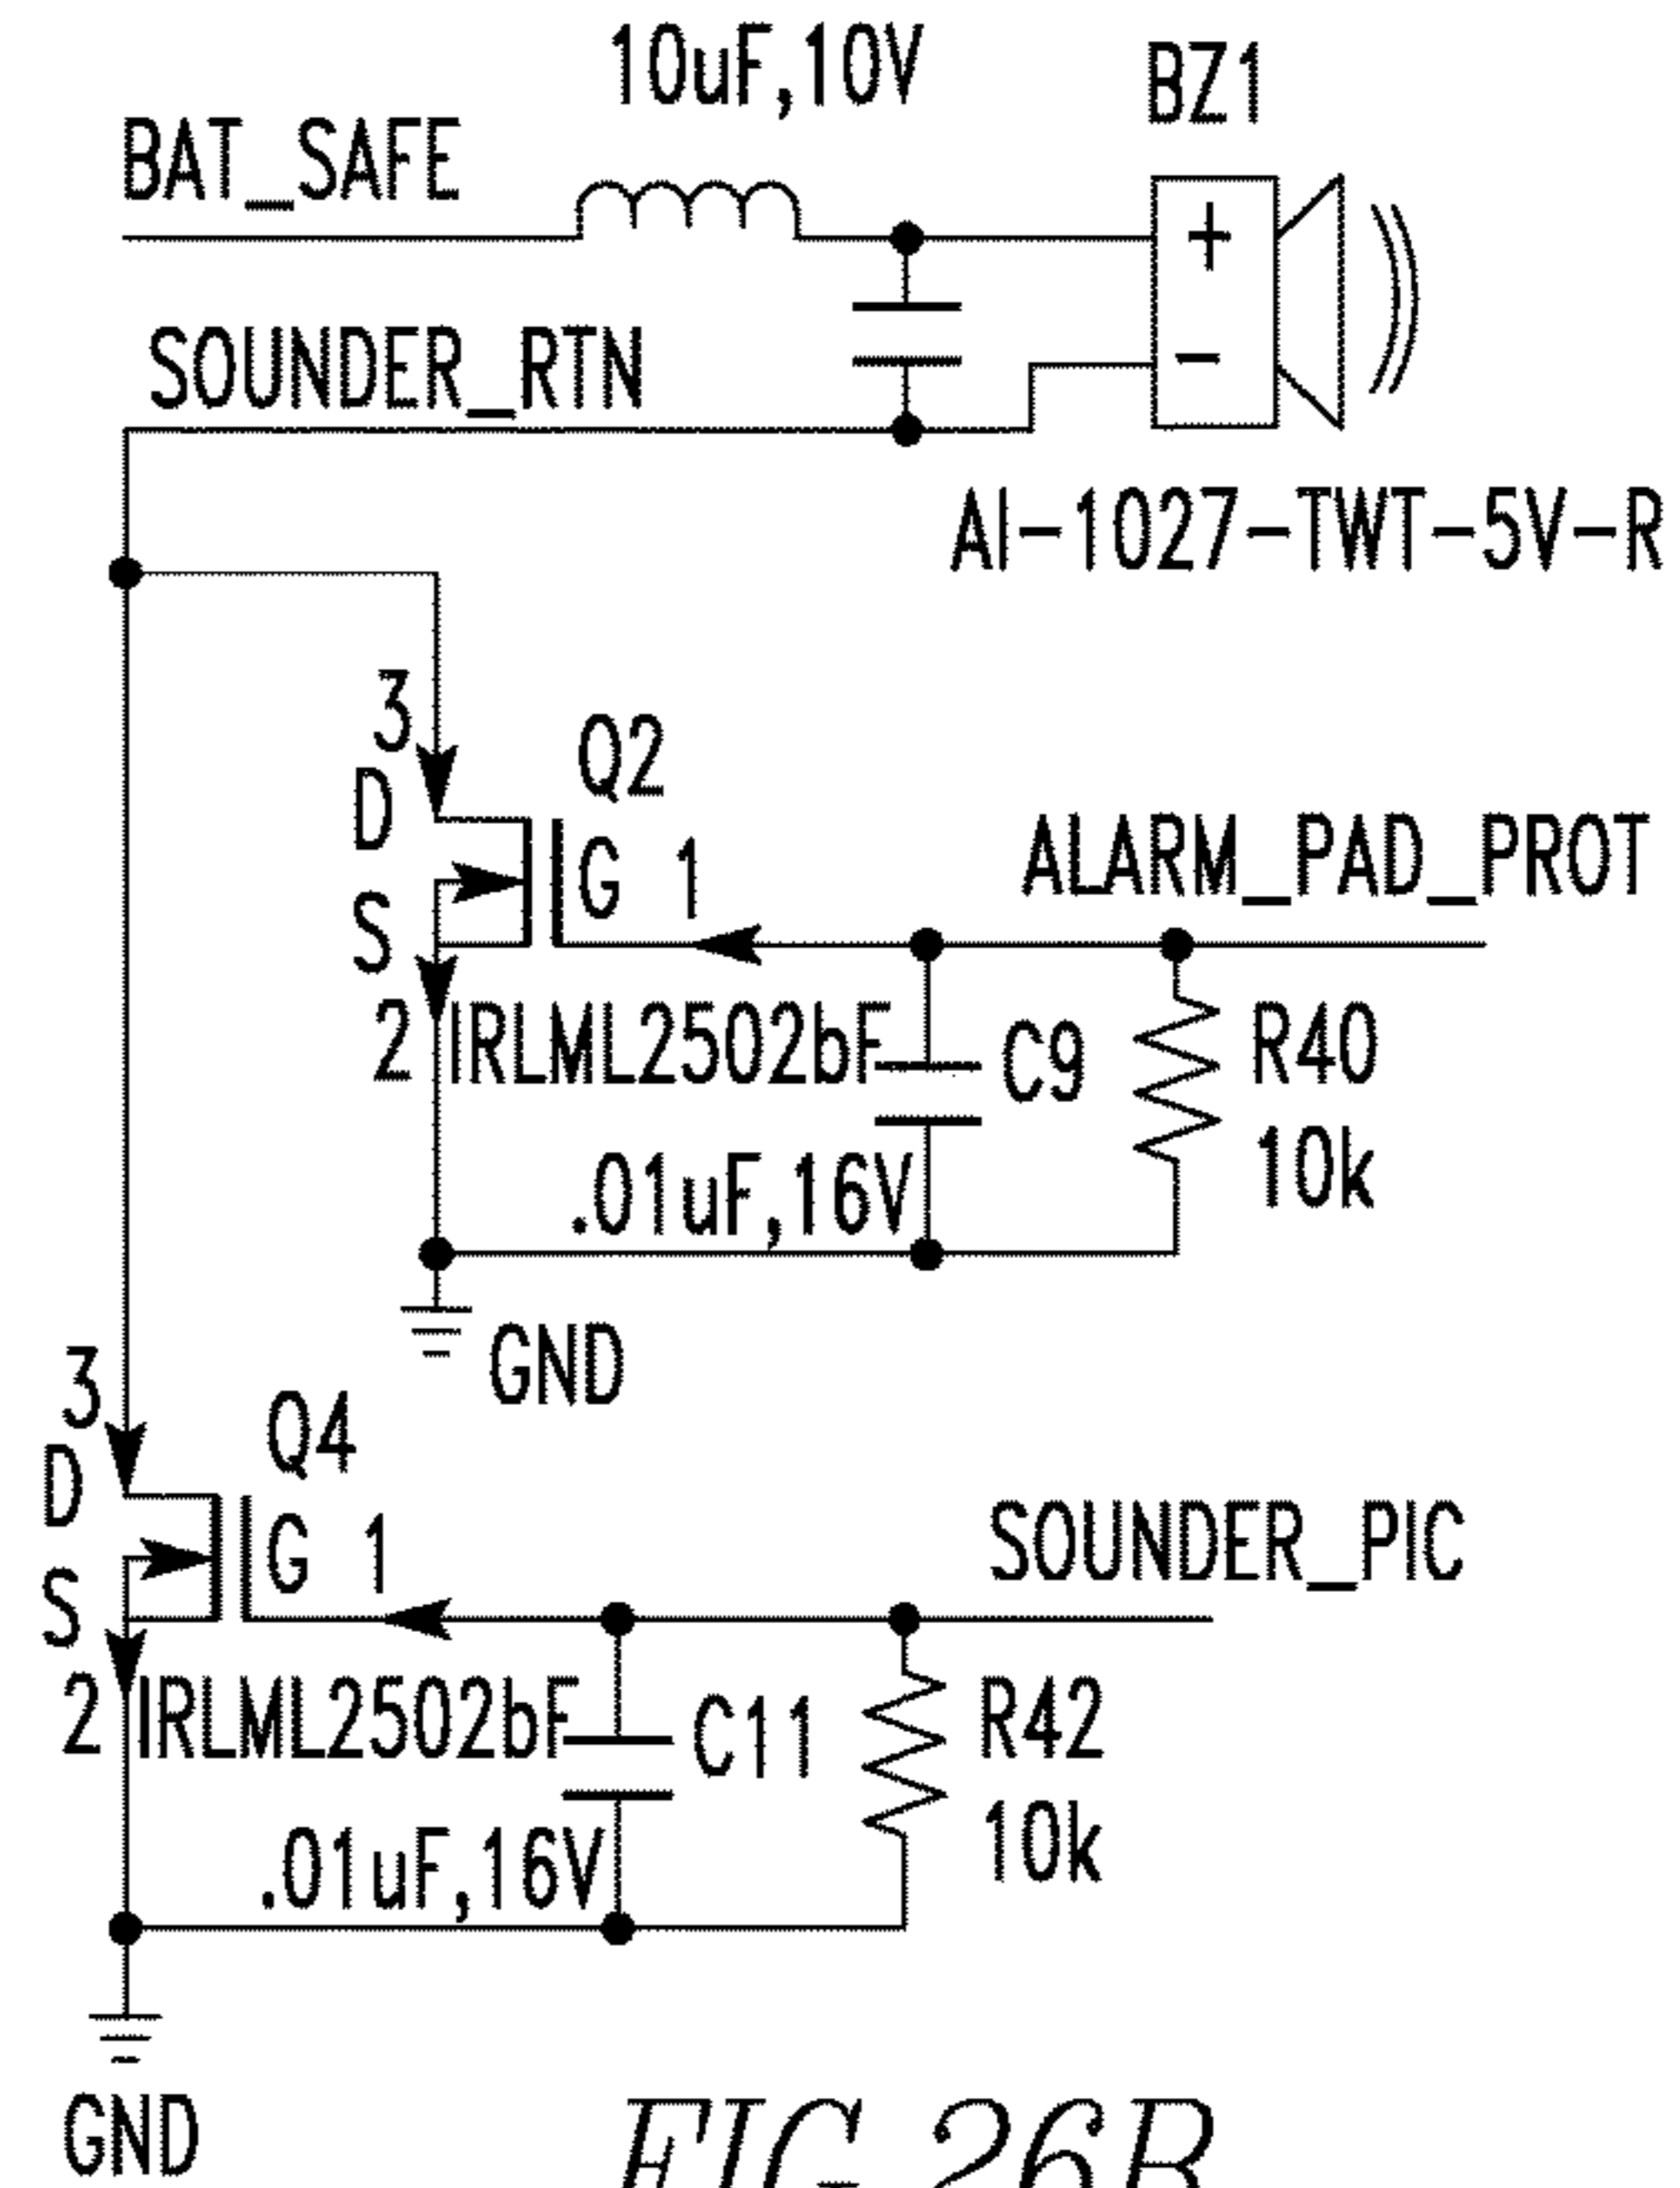 10uF,10V
BZ1
BAT_SAFE
+
SOUNDER_RTN
−
AI-1027-TWT-5V-R
3
Q2
D
G 1
ALARM_PAD_PROT
S
2
IRLML2502bF
C9
R40
.01uF,16V
10k
GND
3
Q4
D
G 1
SOUNDER_PIC
S
2
IRLML2502bF
C11
R42
.01uF,16V
10k
GND
FIG.26B